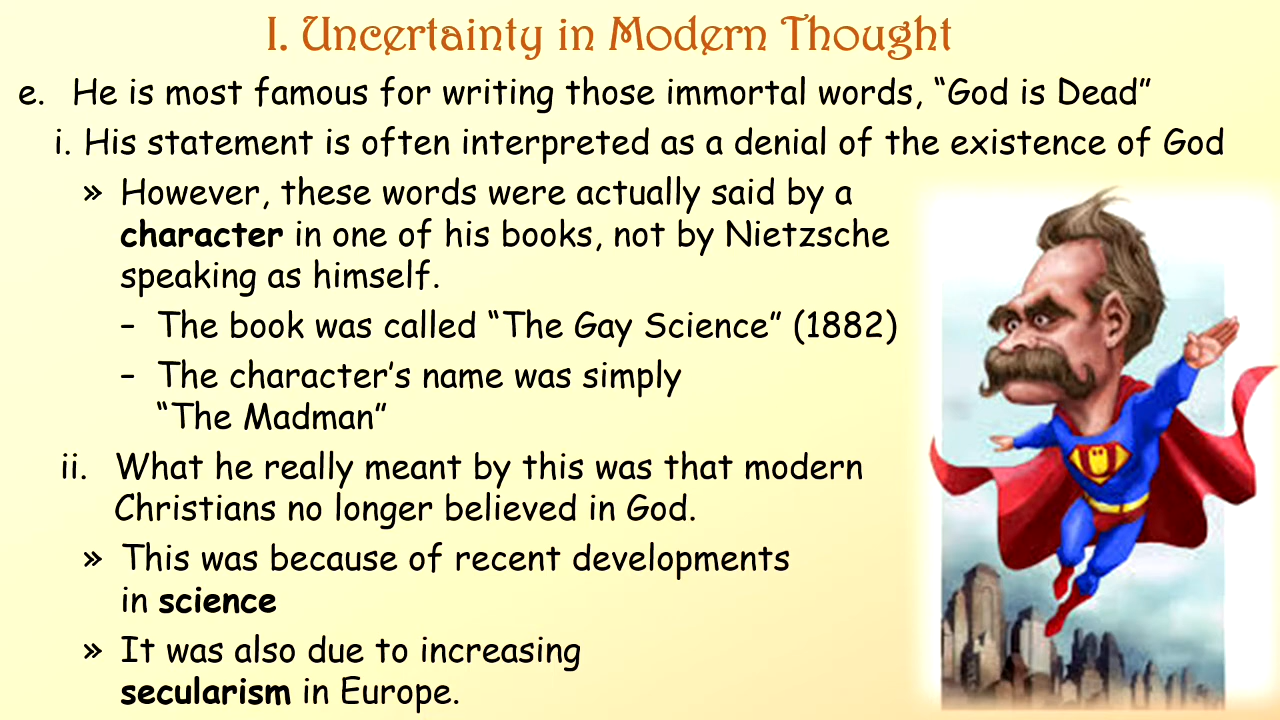 I. Uncertainty in Modern Thought
e. He is most famous for writing those immortal words, “God is Dead”
i. His statement is often interpreted as a denial of the existence of God
» However, these words were actually said by a
character in one of his books, not by Nietzsche
speaking as himself.
– The book was called “The Gay Science” (1882)
– The character’s name was simply
“The Madman”
ii. What he really meant by this was that modern
Christians no longer believed in God.
» This was because of recent developments
in science
» It was also due to increasing
secularism in Europe.
U